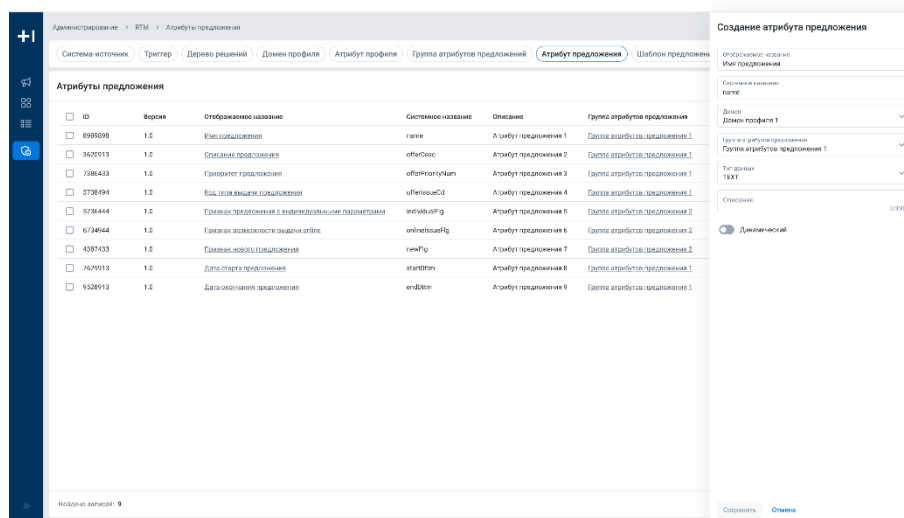 Администрирование > RTM > Атрибуты предложения
Система-источник Триггер Дерево решений Домен профиля Атрибут профиля Группа атрибутов предложений Атрибут предложения Шаблон предложен
Атрибуты предложения
ID Версия Отображаемое название Системное название Описание Группа атрибутов предложения
8989898 1.0 Имя предложения name Атрибут предложения 1 Группа атрибутов предложения 1
3620913 1.0 Описание предложения offerDesc Атрибут предложения 2 Группа атрибутов предложения 1
7386433 1.0 Приоритет предложения offerPriorityNum Атрибут предложения 3 Группа атрибутов предложения 1
3738494 1.0 Код типа выдачи предложения offerIssueCd Атрибут предложения 4 Группа атрибутов предложения 1
5736444 1.0 Признак предложения с индивидуальными параметрами individualFlg Атрибут предложения 5 Группа атрибутов предложения 2
6734944 1.0 Признак возможности выдачи online onlineIssueFlg Атрибут предложения 6 Группа атрибутов предложения 2
4387433 1.0 Признак нового предложения newFlg Атрибут предложения 7 Группа атрибутов предложения 2
7629913 1.0 Дата старта предложения startDttm Атрибут предложения 8 Группа атрибутов предложения 1
9528913 1.0 Дата окончания предложения endDttm Атрибут предложения 9 Группа атрибутов предложения 1
Найдено записей: 9
Создание атрибута предложения
Отображаемое название
Имя предложения
Системное название
name
Домен
Домен профиля 1
Группа атрибутов предложения
Группа атрибутов предложения 1
Тип данных
TEXT
Описание
Динамический
Сохранить Отмена